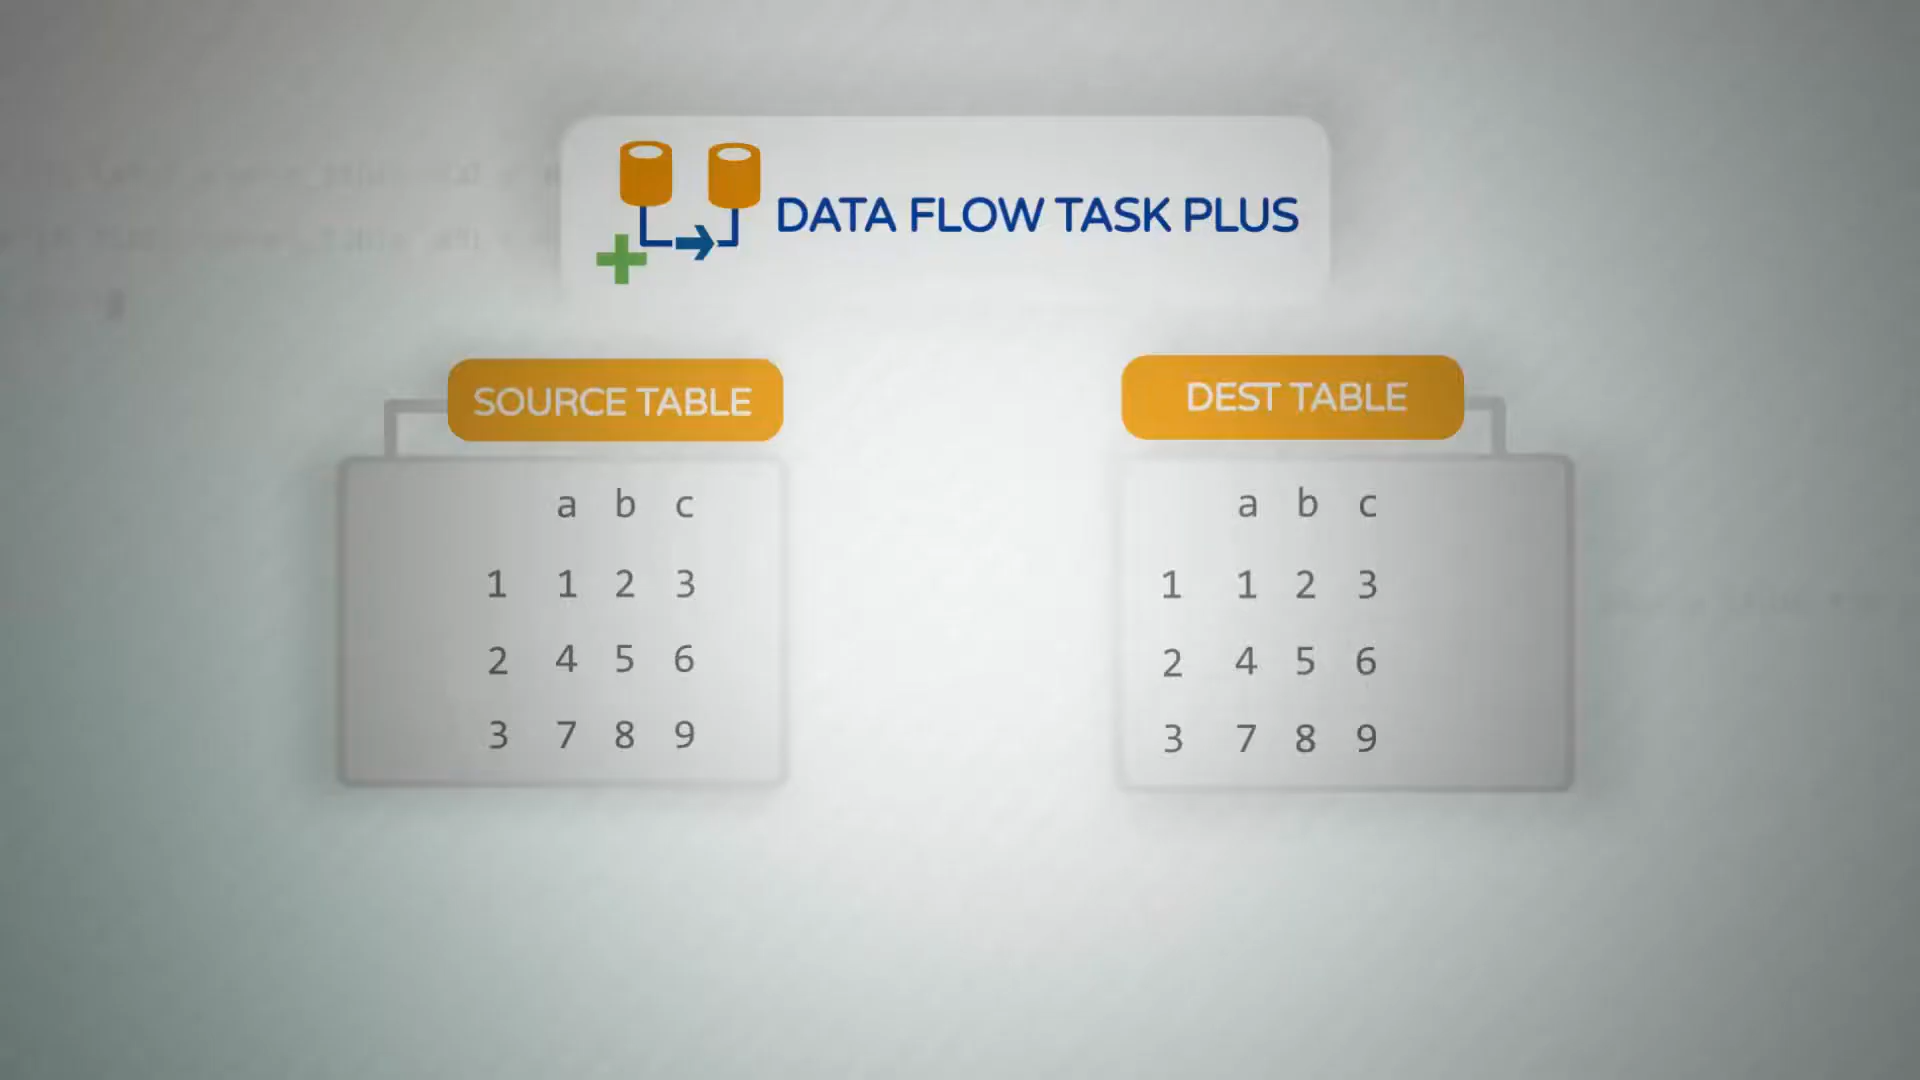 DATA FLOW TASK PLUS
SOURCE TABLE
a b c
1 1 2 3
2 4 5 6
3 7 8 9
DEST TABLE
a b c
1 1 2 3
2 4 5 6
3 7 8 9